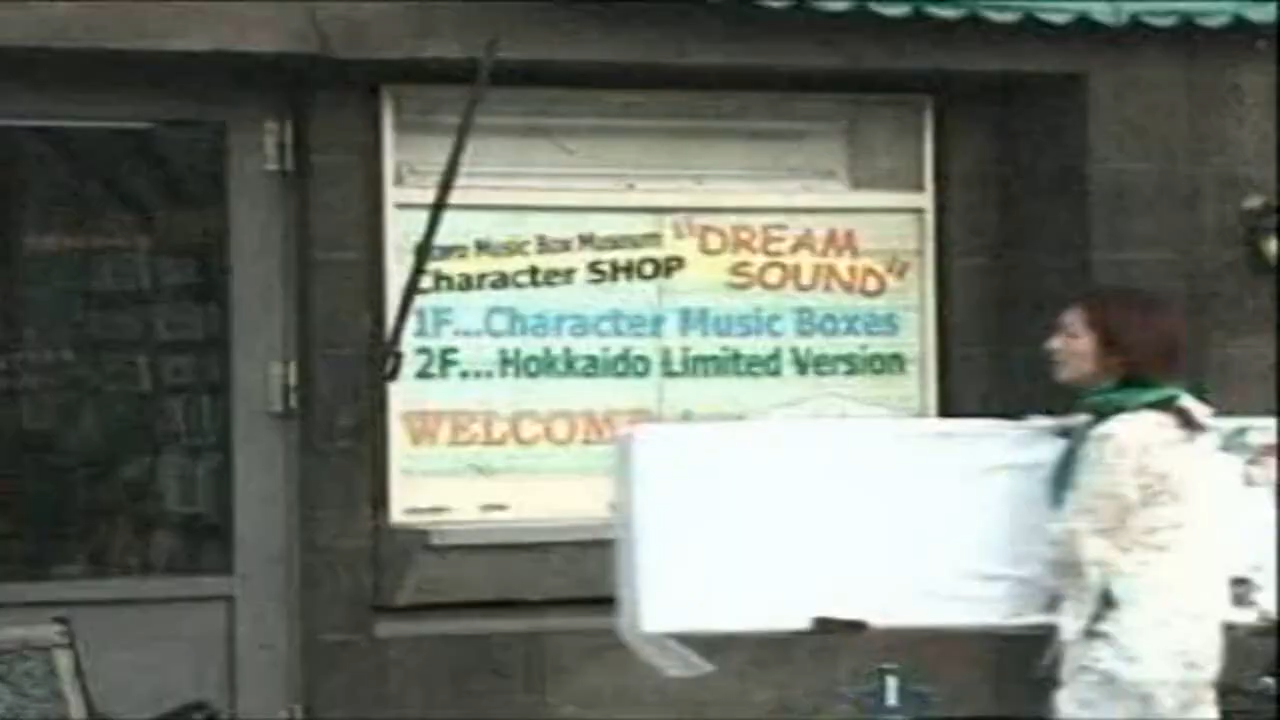 Music Box Museum "DREAM
Character SHOP SOUND"
1F...Character Music Boxes
2F...Hokkaido Limited Version
WELCOME